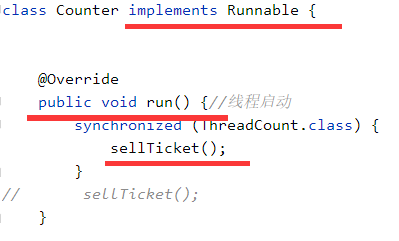 class Counter implements Runnable {
@Override
public void run() {//线程启动
synchronized (ThreadCount.class) {
sellTicket();
}
// sellTicket();
}